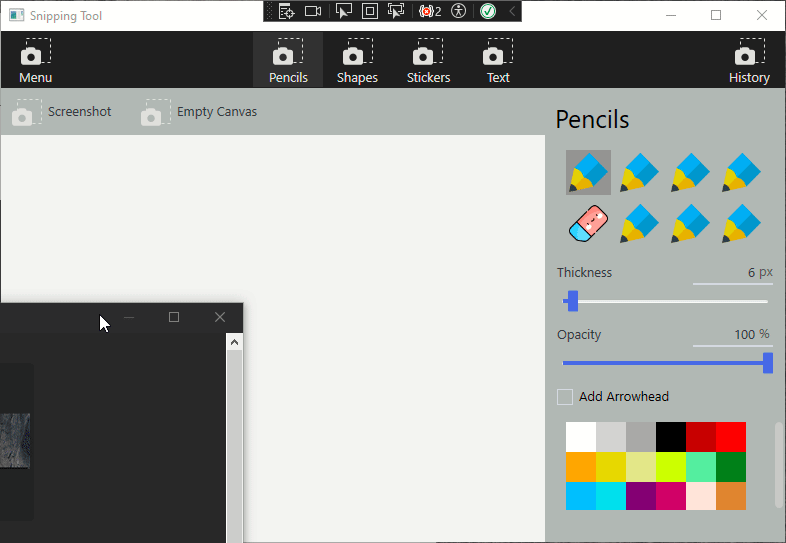 Snipping Tool
2
Menu
Pencils
Shapes
Stickers
Text
History
Screenshot
Empty Canvas
Pencils
Thickness
6 px
Opacity
100 %
Add Arrowhead